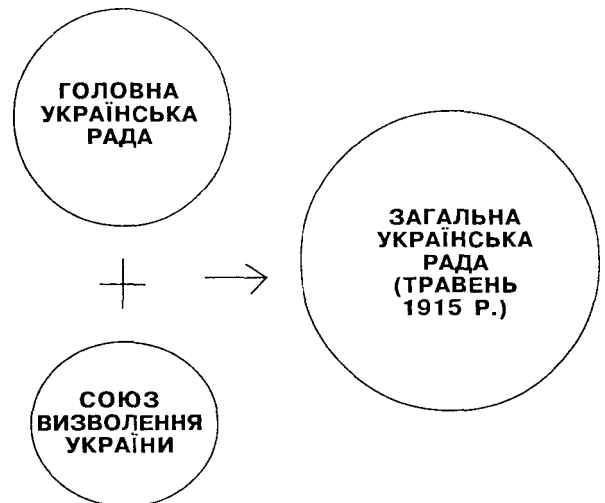 ГОЛОВНА
УКРАЇНСЬКА
РАДА
+
СОЮЗ
ВИЗВОЛЕННЯ
УКРАЇНИ
ЗАГАЛЬНА
УКРАЇНСЬКА
РАДА
(ТРАВЕНЬ
1915 Р.)